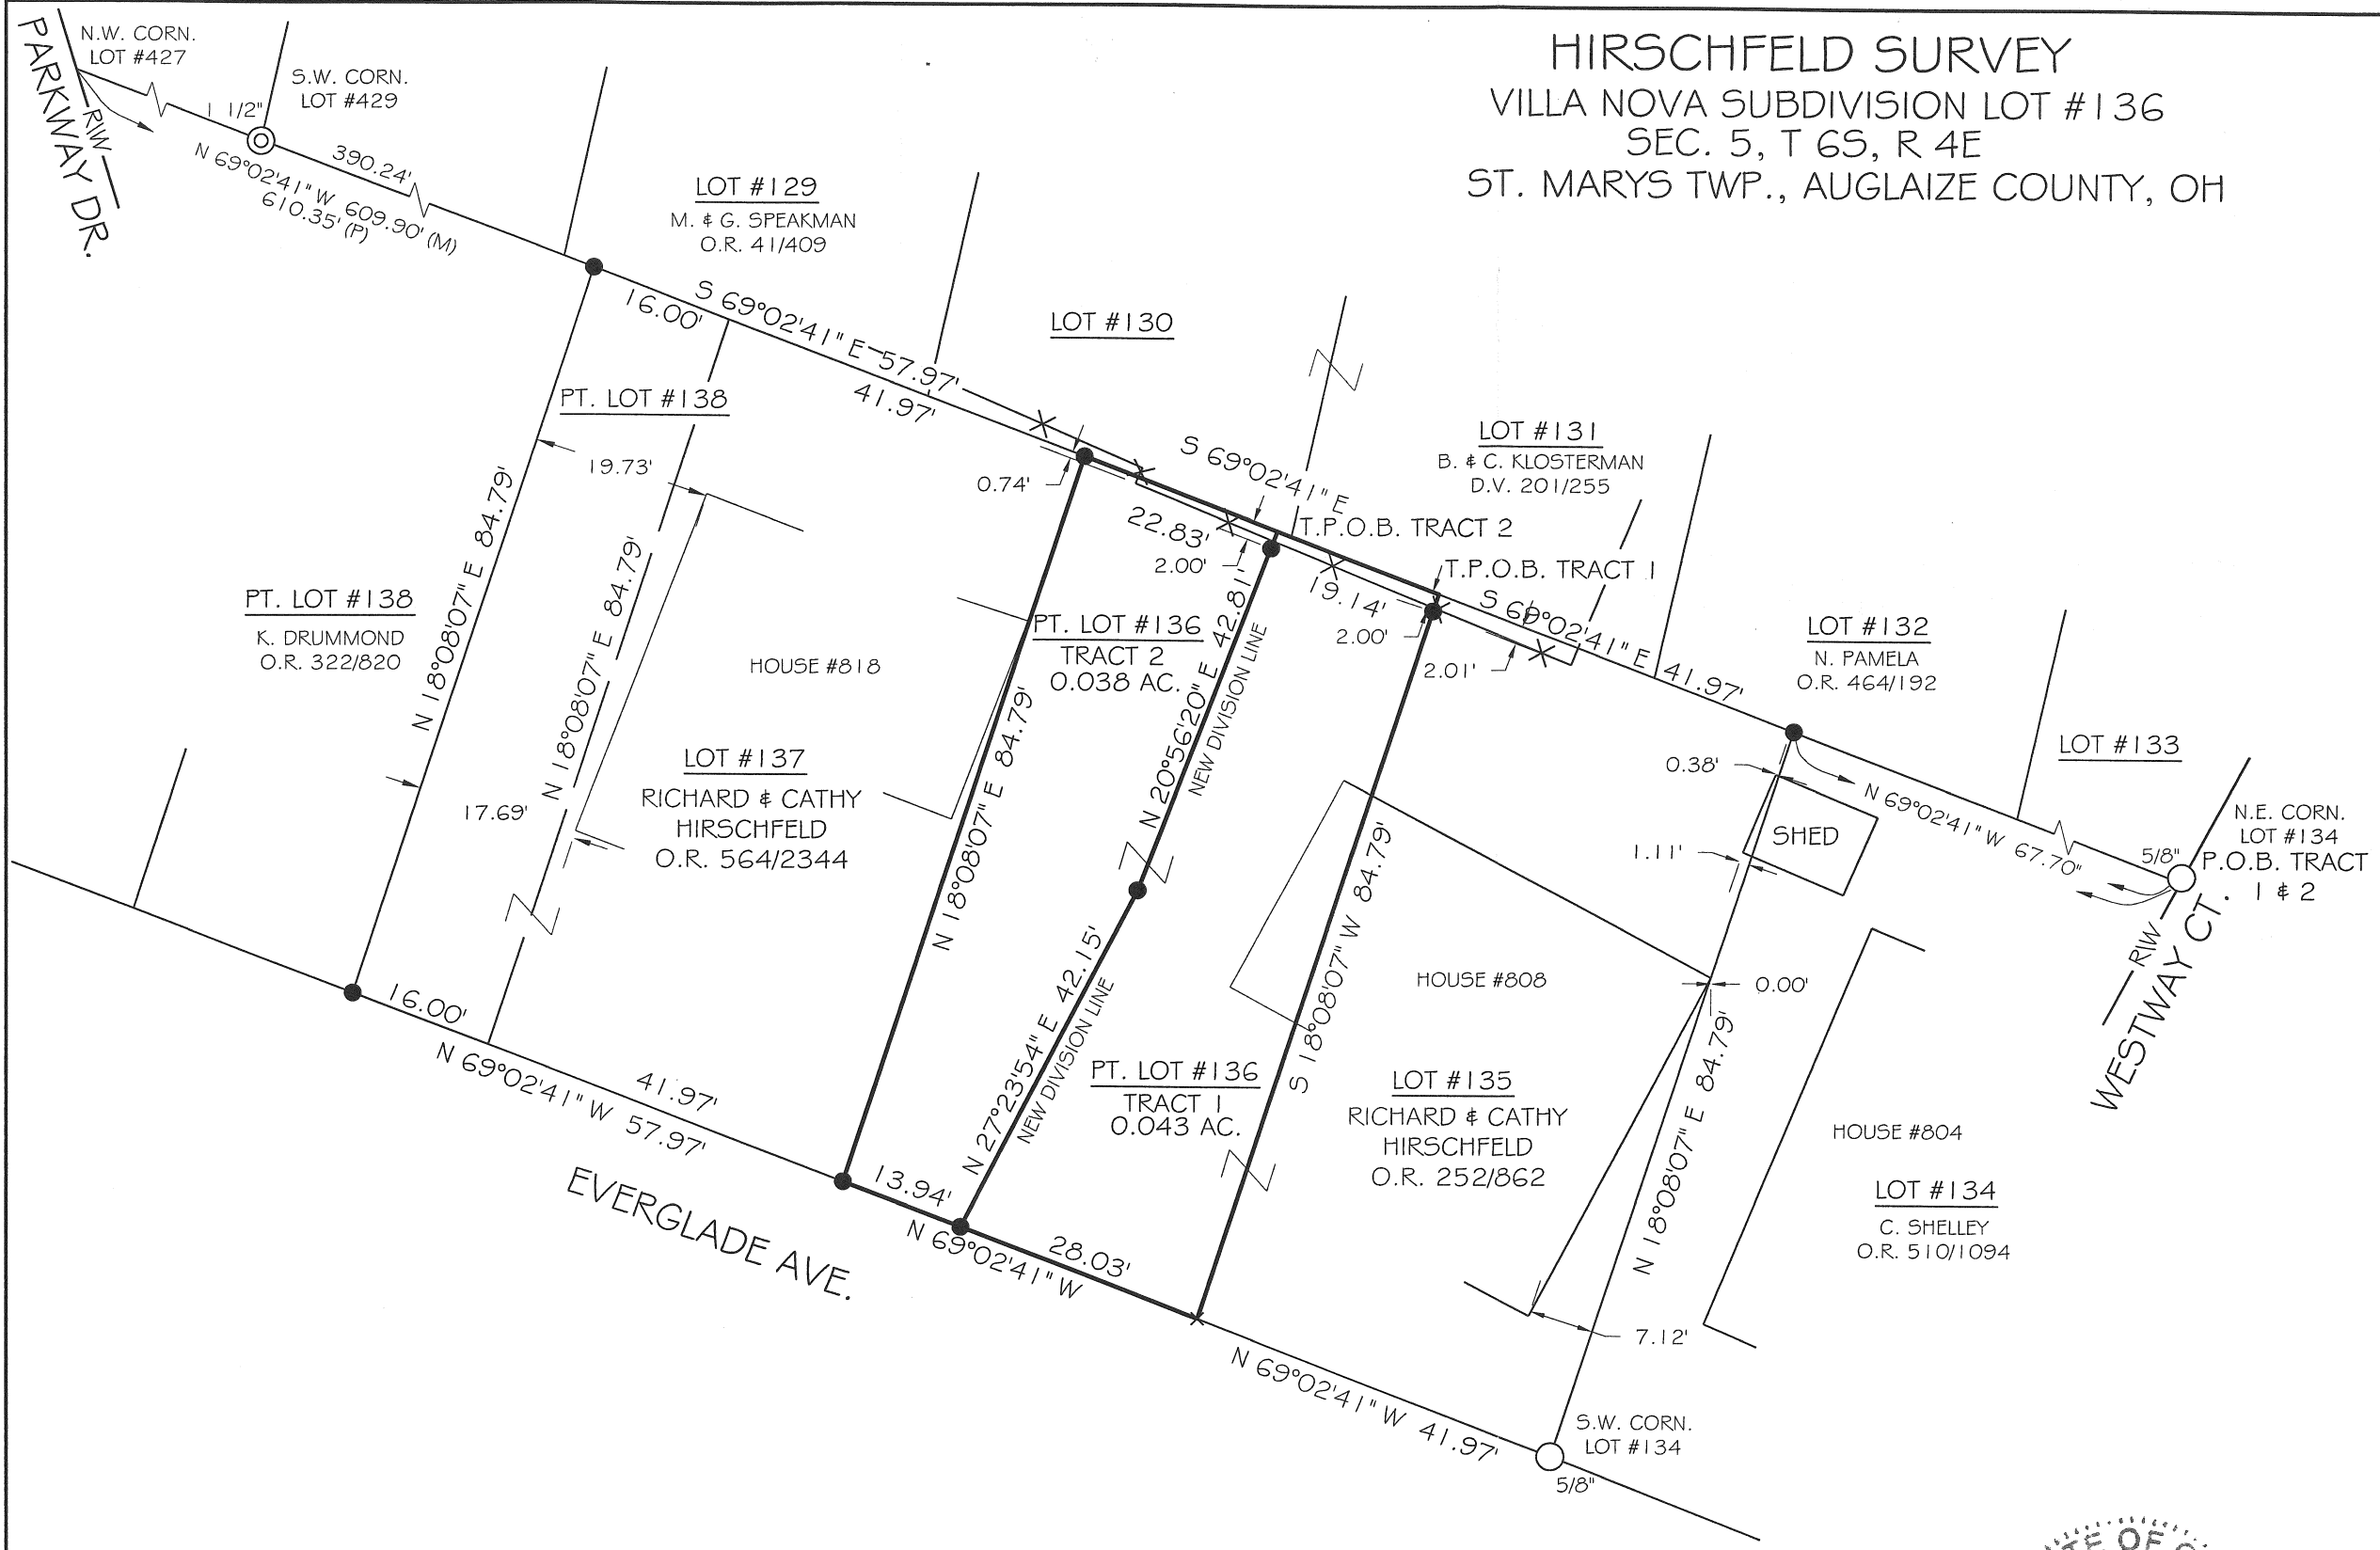 HIRSCHFELD SURVEY
VILLA NOVA SUBDIVISION LOT #136
SEC. 5, T 6S, R 4E
ST. MARYS TWP., AUGLAIZE COUNTY, OH
PARKWAY DR.
R/W
N.W. CORN.
LOT #427
1 1/2"
S.W. CORN.
LOT #429
390.24'
N 69°02'41" W 609.90' (M)
610.35' (P)
LOT #129
M. & G. SPEAKMAN
O.R. 41/409
LOT #130
16.00'
S 69°02'41" E 57.97'
41.97'
PT. LOT #138
19.73'
0.74'
S 69°02'41" E
22.83'
2.00'
LOT #131
B. & C. KLOSTERMAN
D.V. 201/255
T.P.O.B. TRACT 2
T.P.O.B. TRACT 1
19.14'
2.00'
2.01'
S 69°02'41" E 41.97'
LOT #132
N. PAMELA
O.R. 464/192
LOT #133
N 69°02'41" W 67.70"
5/8"
N.E. CORN.
LOT #134
P.O.B. TRACT
1 & 2
R/W
WESTWAY CT.
PT. LOT #138
K. DRUMMOND
O.R. 322/820
N 18°08'07" E 84.79'
N 18°08'07" E 84.79'
17.69'
HOUSE #818
LOT #137
RICHARD & CATHY
HIRSCHFELD
O.R. 564/2344
N 18°08'07" E 84.79'
PT. LOT #136
TRACT 2
0.038 AC.
N 20°56'20" E 42.81'
NEW DIVISION LINE
N 27°23'54" E 42.15'
NEW DIVISION LINE
PT. LOT #136
TRACT 1
0.043 AC.
S 18°08'07" W 84.79'
HOUSE #808
LOT #135
RICHARD & CATHY
HIRSCHFELD
O.R. 252/862
0.38'
SHED
1.11'
0.00'
N 18°08'07" E 84.79'
7.12'
HOUSE #804
LOT #134
C. SHELLEY
O.R. 510/1094
16.00'
41.97'
N 69°02'41" W 57.97'
13.94'
28.03'
N 69°02'41" W
EVERGLADE AVE.
N 69°02'41" W 41.97'
S.W. CORN.
LOT #134
5/8"
TE OF O